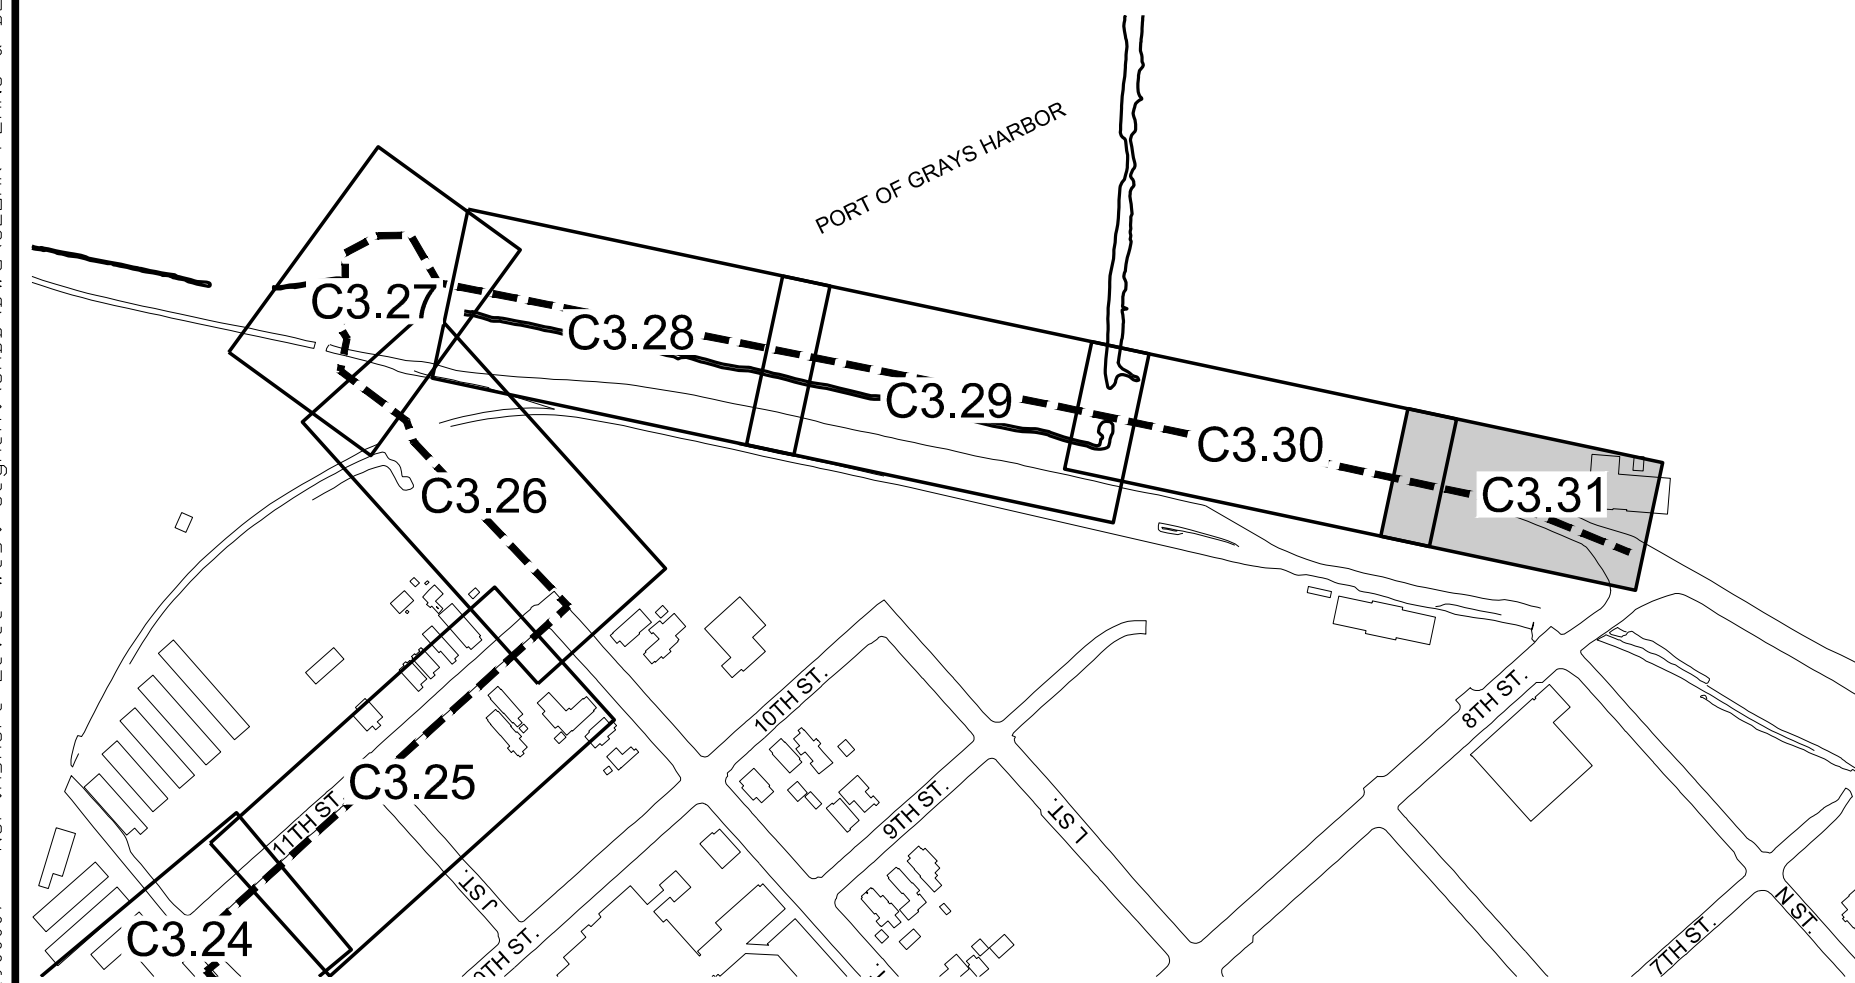 PORT OF GRAYS HARBOR
C3.27
C3.28
C3.29
C3.30
C3.31
C3.26
C3.25
C3.24
11TH ST.
10TH ST.
9TH ST.
8TH ST.
J ST.
L ST.
7TH ST.
N ST.